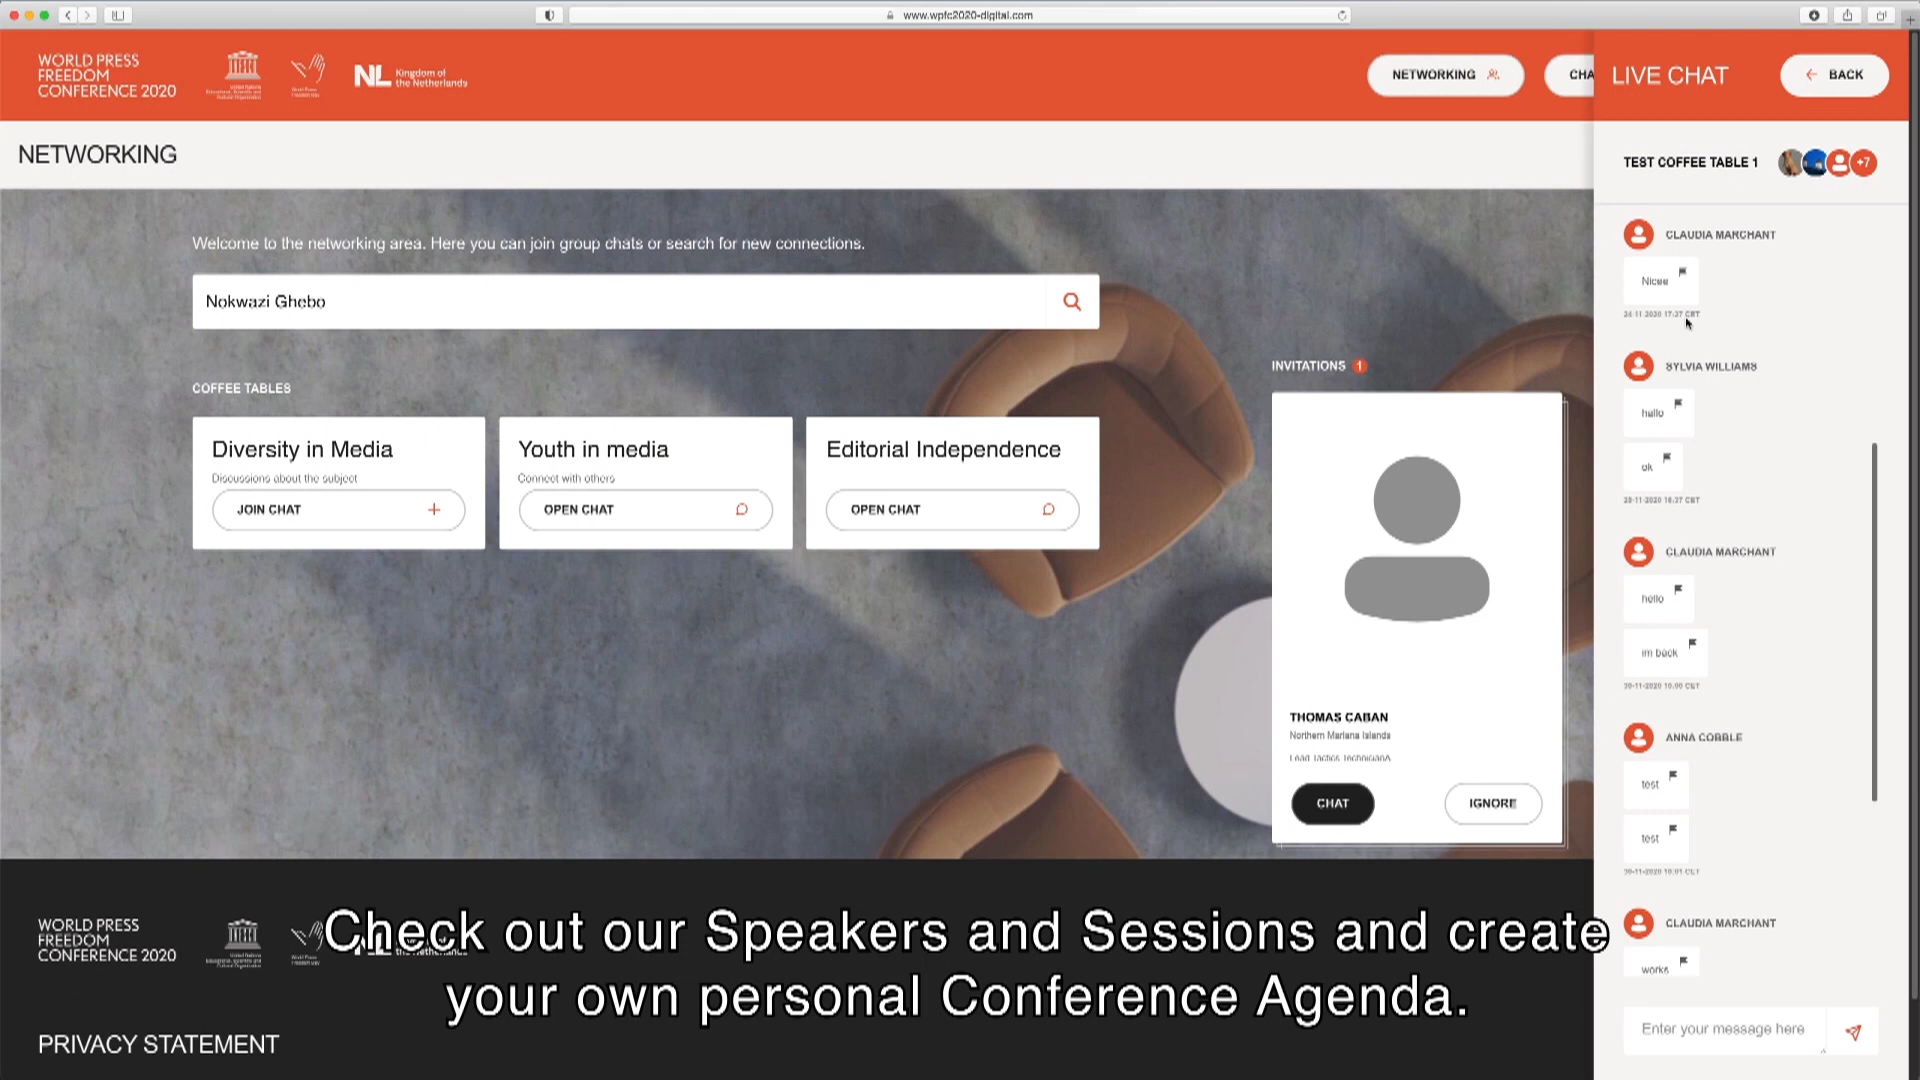 www.wpfc2020-digital.com
WORLD PRESS
FREEDOM
CONFERENCE 2020
NL Kingdom of
the Netherlands
NETWORKING
CHA
LIVE CHAT
BACK
NETWORKING
Welcome to the networking area. Here you can join group chats or search for new connections.
Nokwazi Ghebo
COFFEE TABLES
Diversity in Media
Discussions about the subject
JOIN CHAT
Youth in media
Connect with others
OPEN CHAT
Editorial Independence
OPEN CHAT
INVITATIONS 1
THOMAS CABAN
Northern Mariana Islands
CHAT
IGNORE
TEST COFFEE TABLE 1
+7
CLAUDIA MARCHANT
SYLVIA WILLIAMS
hello
ok
CLAUDIA MARCHANT
hello
im back
ANNA COBBLE
test
test
CLAUDIA MARCHANT
works
Enter your message here
WORLD PRESS
FREEDOM
CONFERENCE 2020
Check out our Speakers and Sessions and create
your own personal Conference Agenda.
PRIVACY STATEMENT